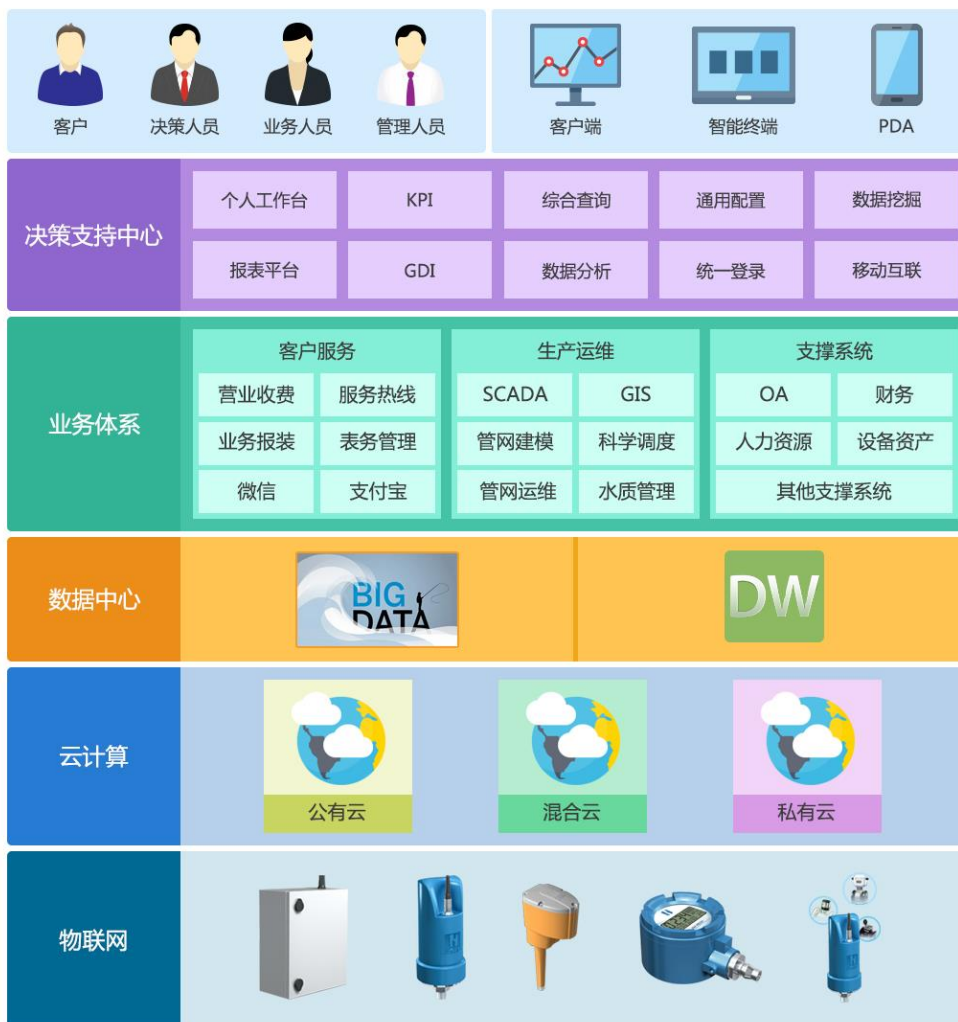 客户
决策人员
业务人员
管理人员
客户端
智能终端
PDA
决策支持中心
个人工作台
KPI
综合查询
通用配置
数据挖掘
报表平台
GDI
数据分析
统一登录
移动互联
业务体系
客户服务
营业收费
服务热线
业务报装
表务管理
微信
支付宝
生产运维
SCADA
GIS
管网建模
科学调度
管网运维
水质管理
支撑系统
OA
财务
人力资源
设备资产
其他支撑系统
数据中心
BIG
DATA
DW
云计算
公有云
混合云
私有云
物联网